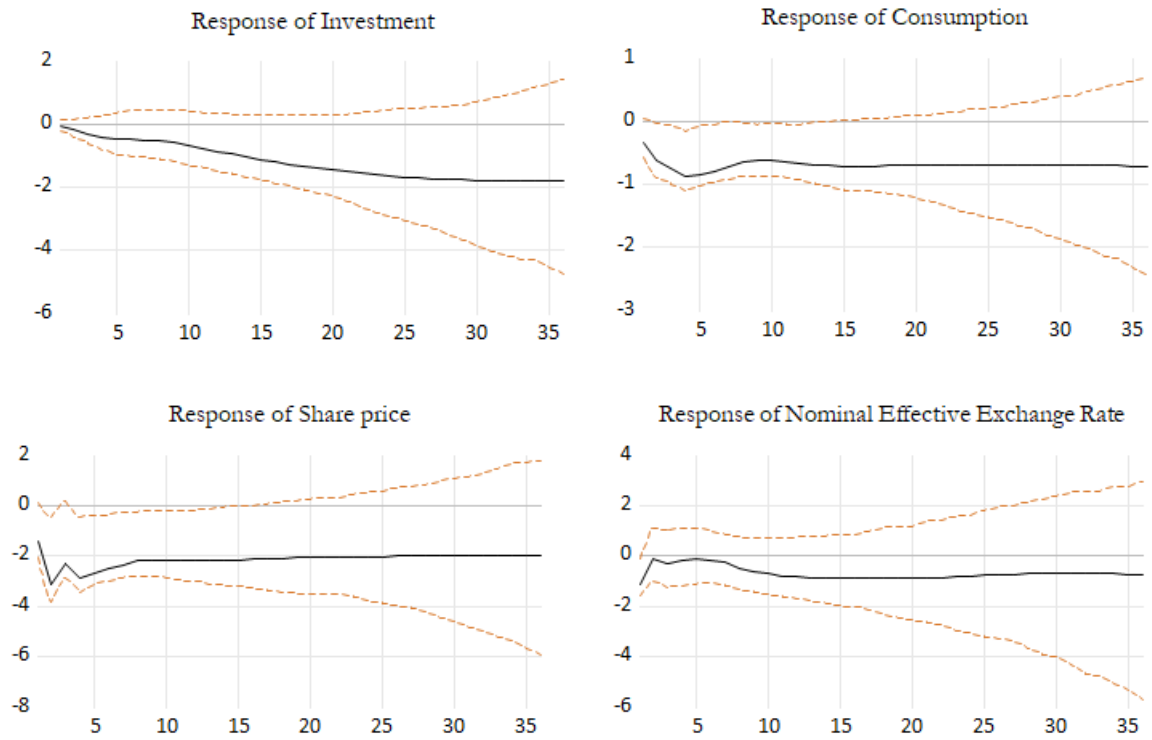 Response of Investment
2
0
-2
-4
-6
5 10 15 20 25 30 35
Response of Consumption
1
0
-1
-2
-3
5 10 15 20 25 30 35
Response of Share price
2
0
-2
-4
-6
-8
5 10 15 20 25 30 35
Response of Nominal Effective Exchange Rate
4
2
0
-2
-4
-6
5 10 15 20 25 30 35